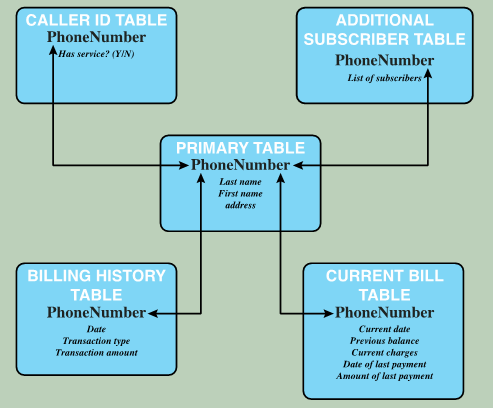 CALLER ID TABLE
PhoneNumber
Has service? (Y/N)
ADDITIONAL
SUBSCRIBER TABLE
PhoneNumber
List of subscribers
PRIMARY TABLE
PhoneNumber
Last name
First name
address
BILLING HISTORY
TABLE
PhoneNumber
Date
Transaction type
Transaction amount
CURRENT BILL
TABLE
PhoneNumber
Current date
Previous balance
Current charges
Date of last payment
Amount of last payment